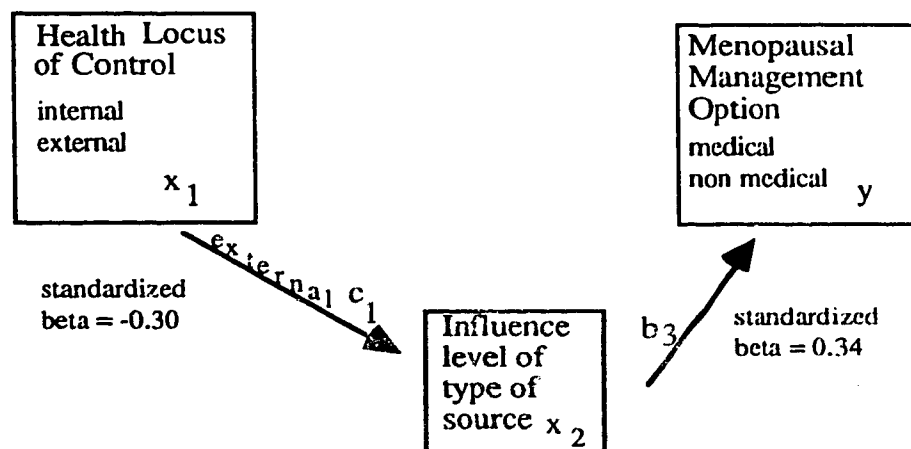 Health Locus
of Control
internal
external
x1
Menopausal
Management
Option
medical
non medical
y
external c1
standardized
beta = -0.30
Influence
level of
type of
source x2
b3
standardized
beta = 0.34